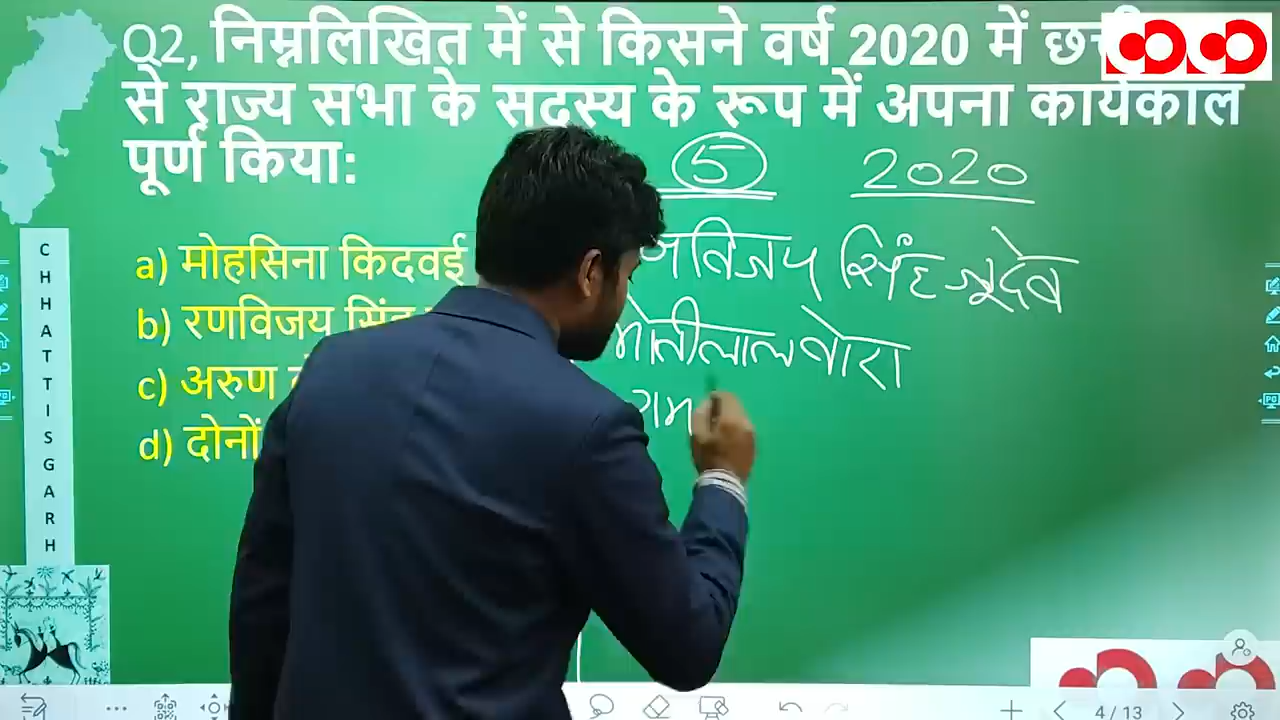 Q2, निम्नलिखित में से किसने वर्ष 2020 में
से राज्य सभा के सदस्य के रूप में अपना कार्यकाल
पूर्ण किया:
5 2020
a) मोहसिना किदवई
b) रणविजय सिंह
c) अरुण
d) दोनों
विजय सिंह जूदेव
मोतीलाल वोरा
CHHATTISGARH
4/13